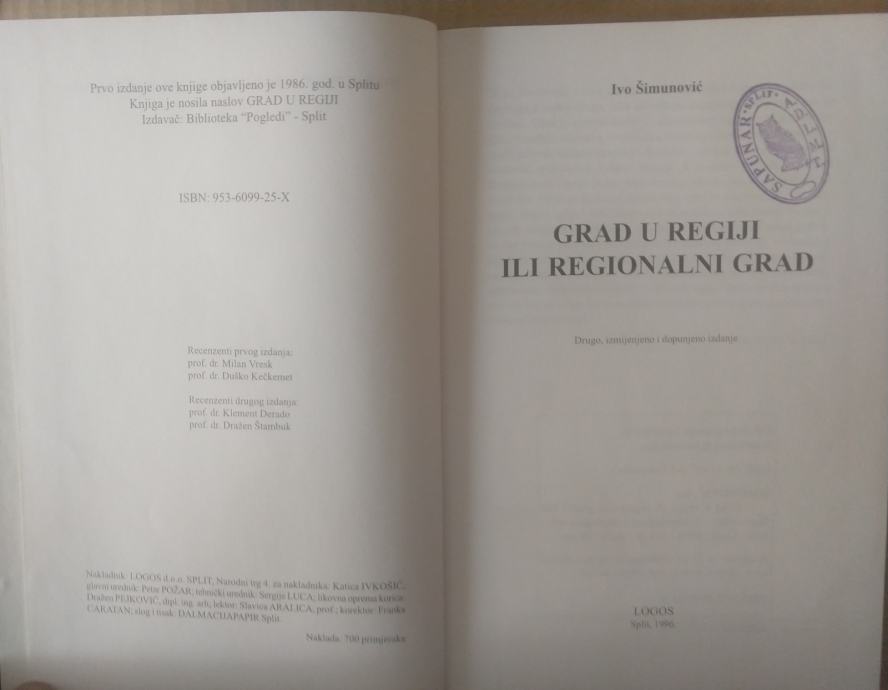 Prvo izdanje ove knjige objavljeno je 1986. god. u Splitu
Knjiga je nosila naslov GRAD U REGIJI
Izdavač: Biblioteka “Pogledi” - Split
ISBN: 953-6099-25-X
Recenzenti prvog izdanja:
prof. dr. Milan Vresk
prof. dr. Duško Kečkemet
Recenzenti drugog izdanja:
prof. dr. Klement Derado
prof. dr. Dražen Štambuk
Nakladnik: LOGOS d.o.o. SPLIT, Narodni trg 4. za nakladnika: Katica IVKOŠIĆ,
glavni urednik: Petar POŽAR; tehnički urednik: Sergije LUCA; likovna oprema korica:
Dražen PEJKOVIĆ, dipl. ing. arh; lektor: Slavica ARALICA, prof.; korektor: Franka
CARATAN; slog i tisak: DALMACIJAPAPIR Split.
Naklada: 700 primjeraka
Ivo Šimunović
SAPUNAR SPLIT
GRAD U REGIJI
ILI REGIONALNI GRAD
Drugo, izmijenjeno i dopunjeno izdanje
LOGOS
Split, 1996.